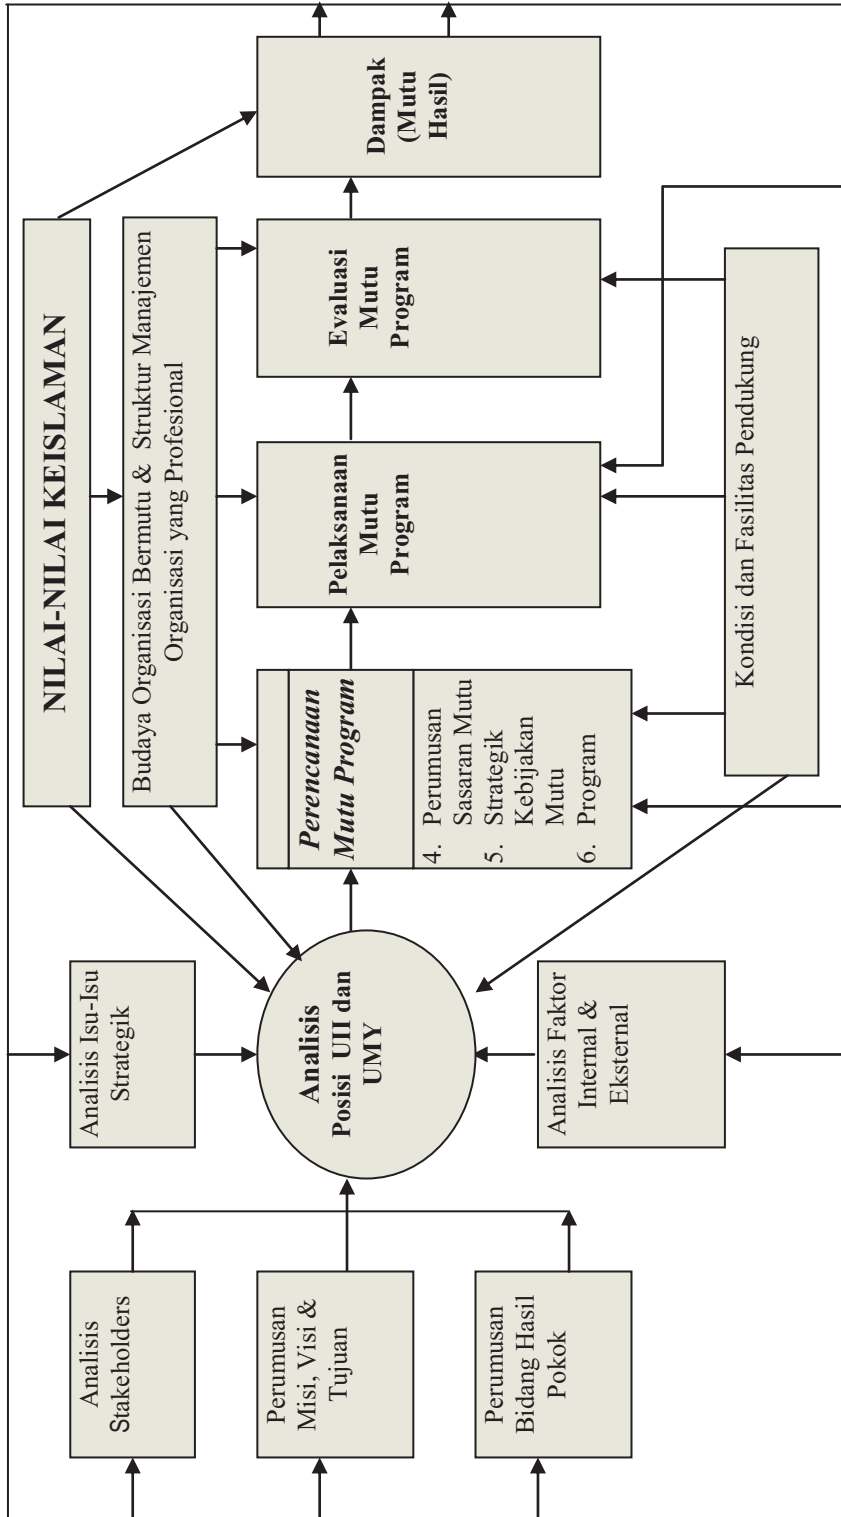 NILAI-NILAI KEISLAMAN
Budaya Organisasi Bermutu & Struktur Manajemen
Organisasi yang Profesional
Analisis
Stakeholders
Perumusan
Misi, Visi &
Tujuan
Perumusan
Bidang Hasil
Pokok
Analisis Isu-Isu
Strategik
Analisis
Posisi UII dan
UMY
Analisis Faktor
Internal &
Eksternal
Perencanaan
Mutu Program
4. Perumusan
Sasaran Mutu
5. Strategik
Kebijakan
Mutu
6. Program
Pelaksanaan
Mutu
Program
Evaluasi
Mutu
Program
Dampak
(Mutu
Hasil)
Kondisi dan Fasilitas Pendukung